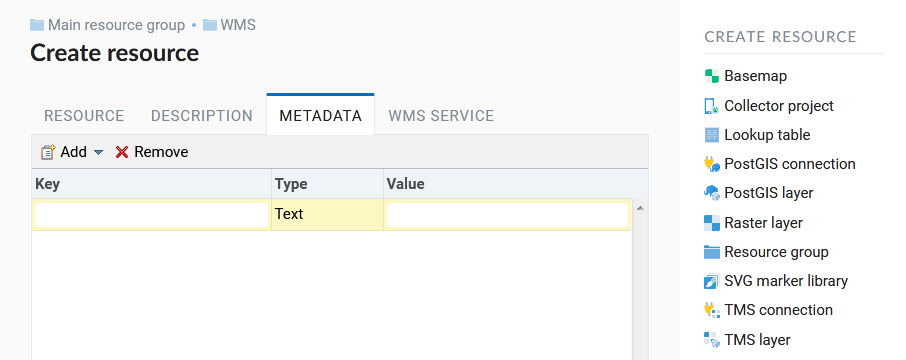 Main resource group • WMS
Create resource
RESOURCE DESCRIPTION METADATA WMS SERVICE
Add Remove
Key Type Value
Text
CREATE RESOURCE
Basemap
Collector project
Lookup table
PostGIS connection
PostGIS layer
Raster layer
Resource group
SVG marker library
TMS connection
TMS layer